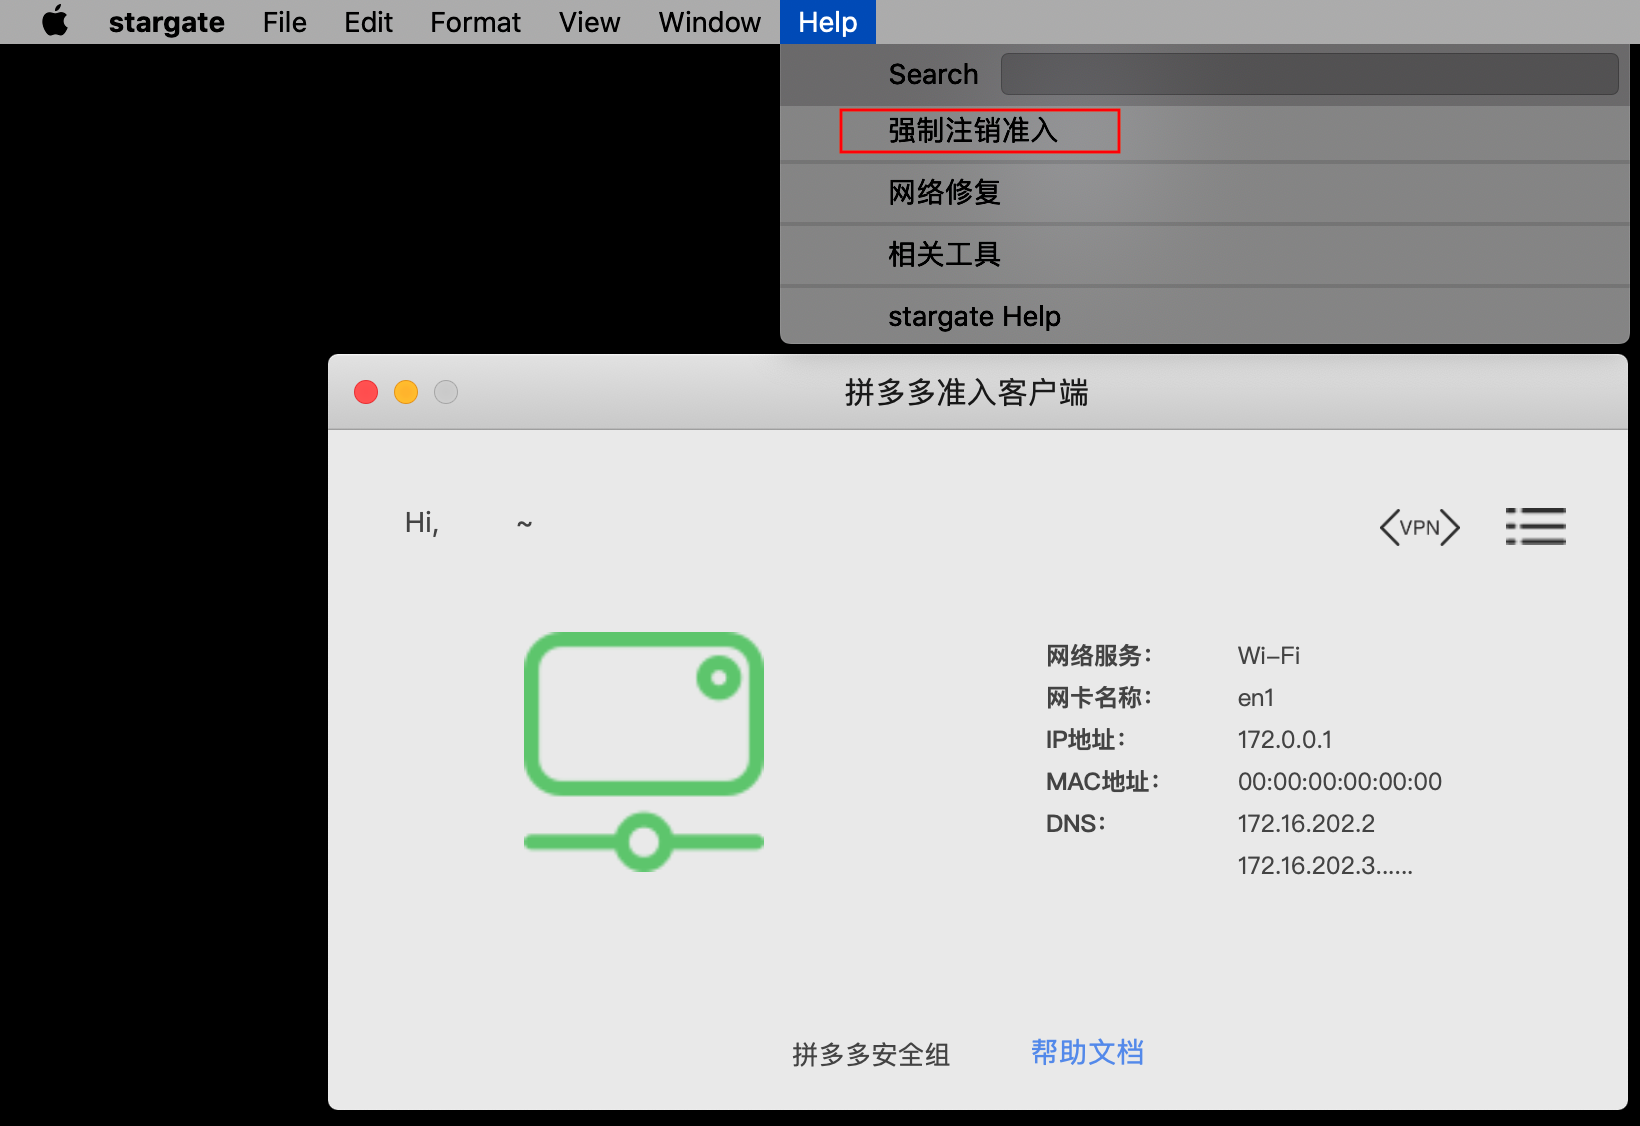 stargate File Edit Format View Window Help
Search
强制注销准入
网络修复
相关工具
stargate Help
拼多多准入客户端
Hi, ~
VPN
网络服务： Wi-Fi
网卡名称： en1
IP地址： 172.0.0.1
MAC地址： 00:00:00:00:00:00
DNS： 172.16.202.2
172.16.202.3......
拼多多安全组 帮助文档